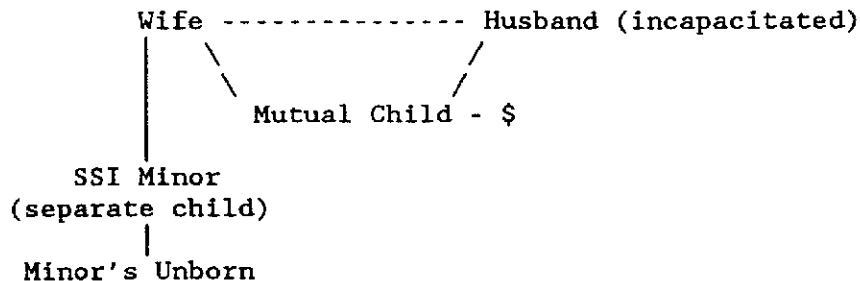 Wife --------------- Husband (incapacitated)
Mutual Child - $
SSI Minor
(separate child)
Minor's Unborn